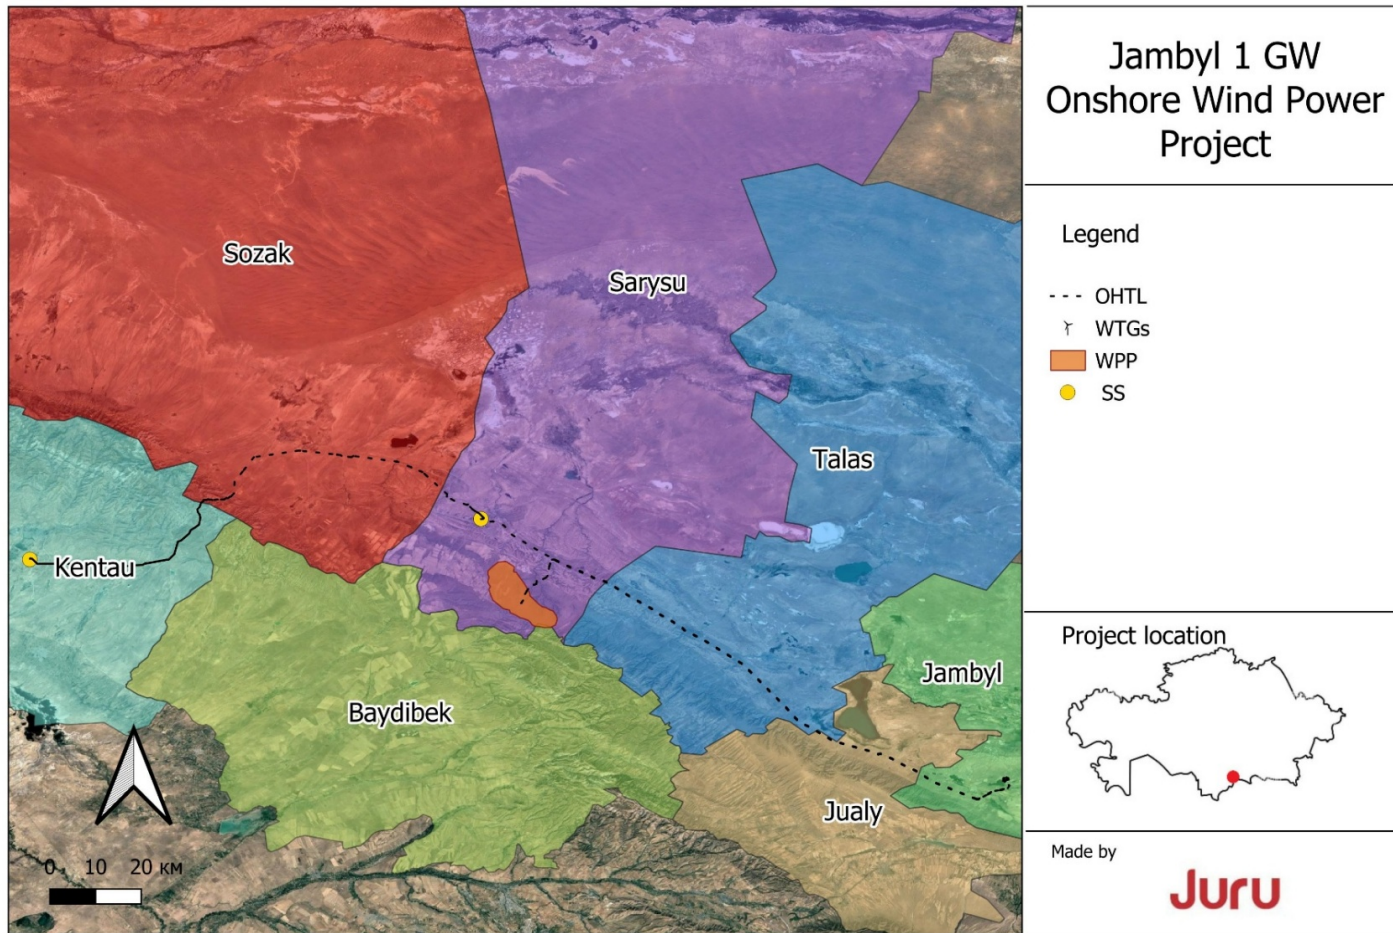 Jambyl 1 GW
Onshore Wind Power
Project
Legend
OHTL
WTGs
WPP
SS
Sozak
Sarysu
Talas
Kentau
Jambyl
Baydibek
Jualy
0 10 20 км
Project location
Made by
Juru